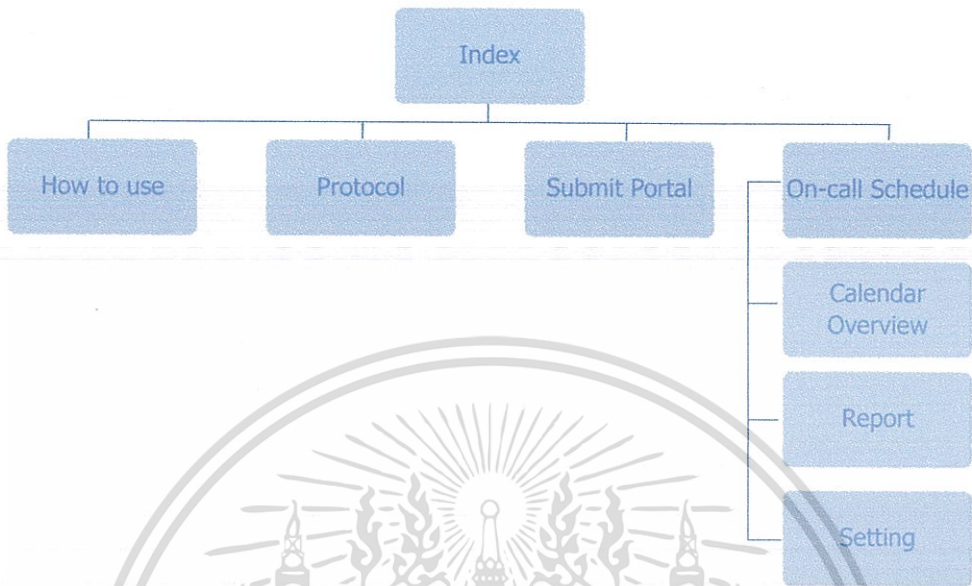 Index
How to use
Protocol
Submit Portal
On-call Schedule
Calendar
Overview
Report
Setting